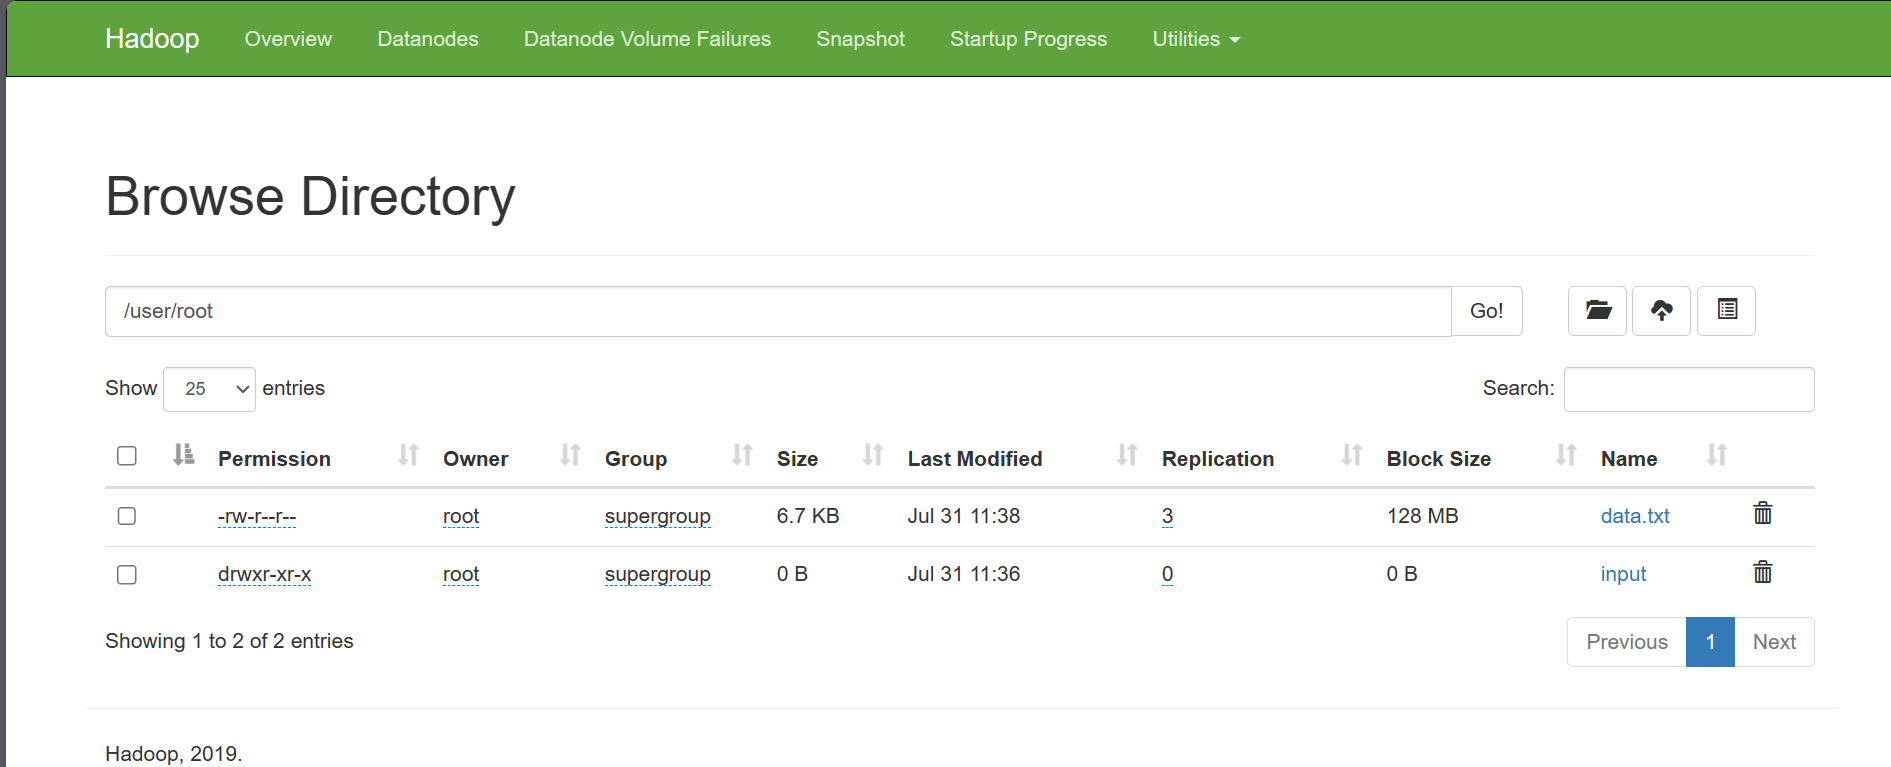 Hadoop Overview Datanodes Datanode Volume Failures Snapshot Startup Progress Utilities
Browse Directory
/user/root Go!
Show 25 entries Search:
Permission Owner Group Size Last Modified Replication Block Size Name
-rw-r--r-- root supergroup 6.7 KB Jul 31 11:38 3 128 MB data.txt
drwxr-xr-x root supergroup 0 B Jul 31 11:36 0 0 B input
Showing 1 to 2 of 2 entries Previous 1 Next
Hadoop, 2019.